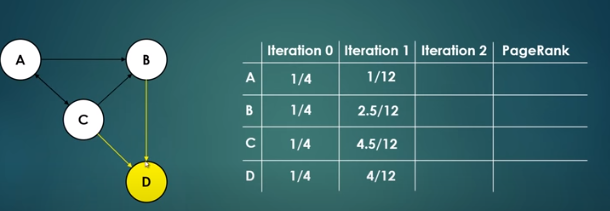 A
B
C
D
Iteration 0 Iteration 1 Iteration 2 PageRank
A 1/4 1/12
B 1/4 2.5/12
C 1/4 4.5/12
D 1/4 4/12